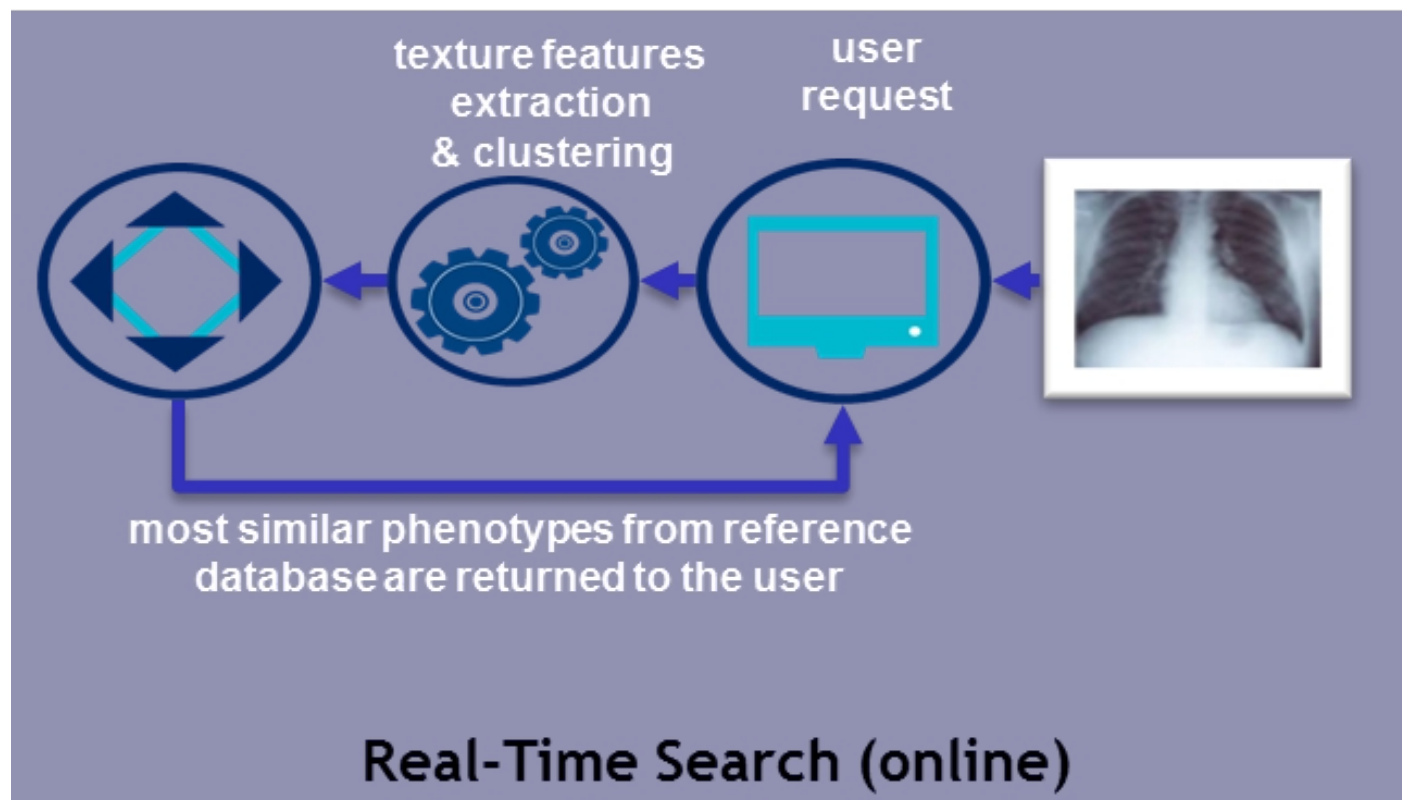 texture features
extraction
& clustering
user
request
most similar phenotypes from reference
database are returned to the user
Real-Time Search (online)